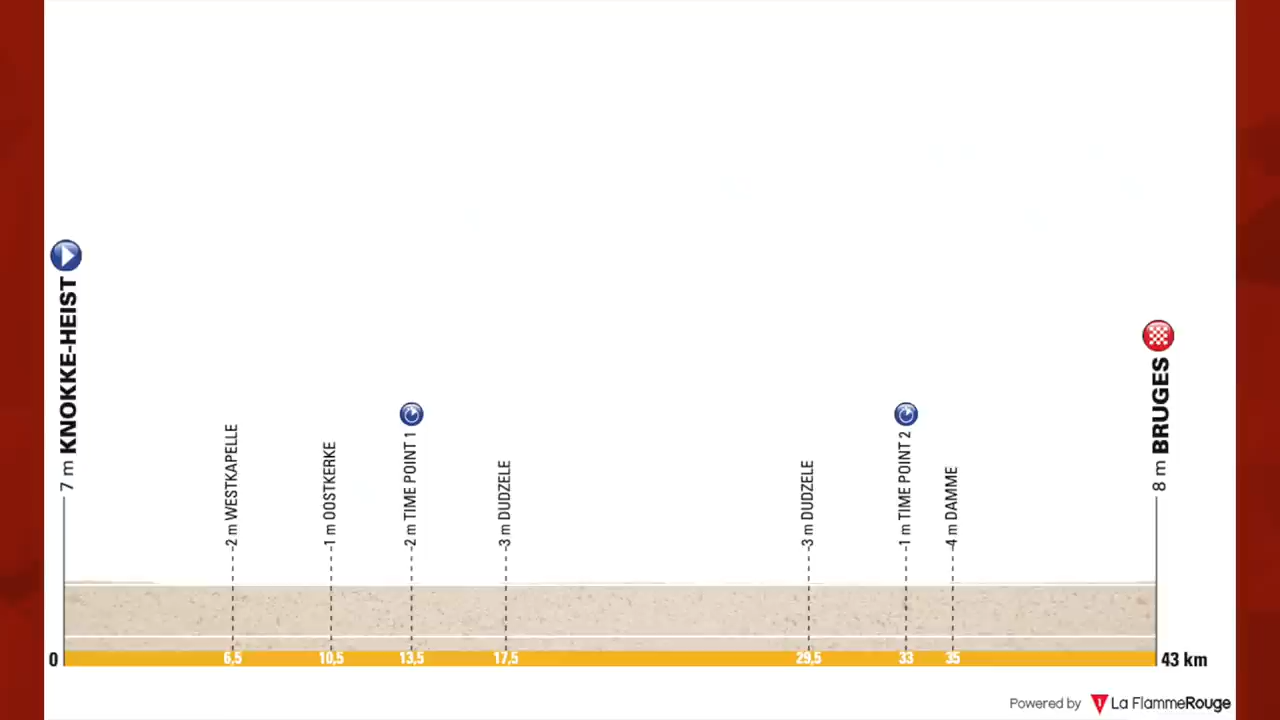 7 m KNOKKE-HEIST
-2 m WESTKAPELLE
-1 m OOSTKERKE
-2 m TIME POINT 1
-3 m DUDZELE
-3 m DUDZELE
-1 m TIME POINT 2
-4 m DAMME
8 m BRUGES
0
6,5
10,5
13,5
17,5
29,5
33
35
43 km
Powered by La FlammeRouge